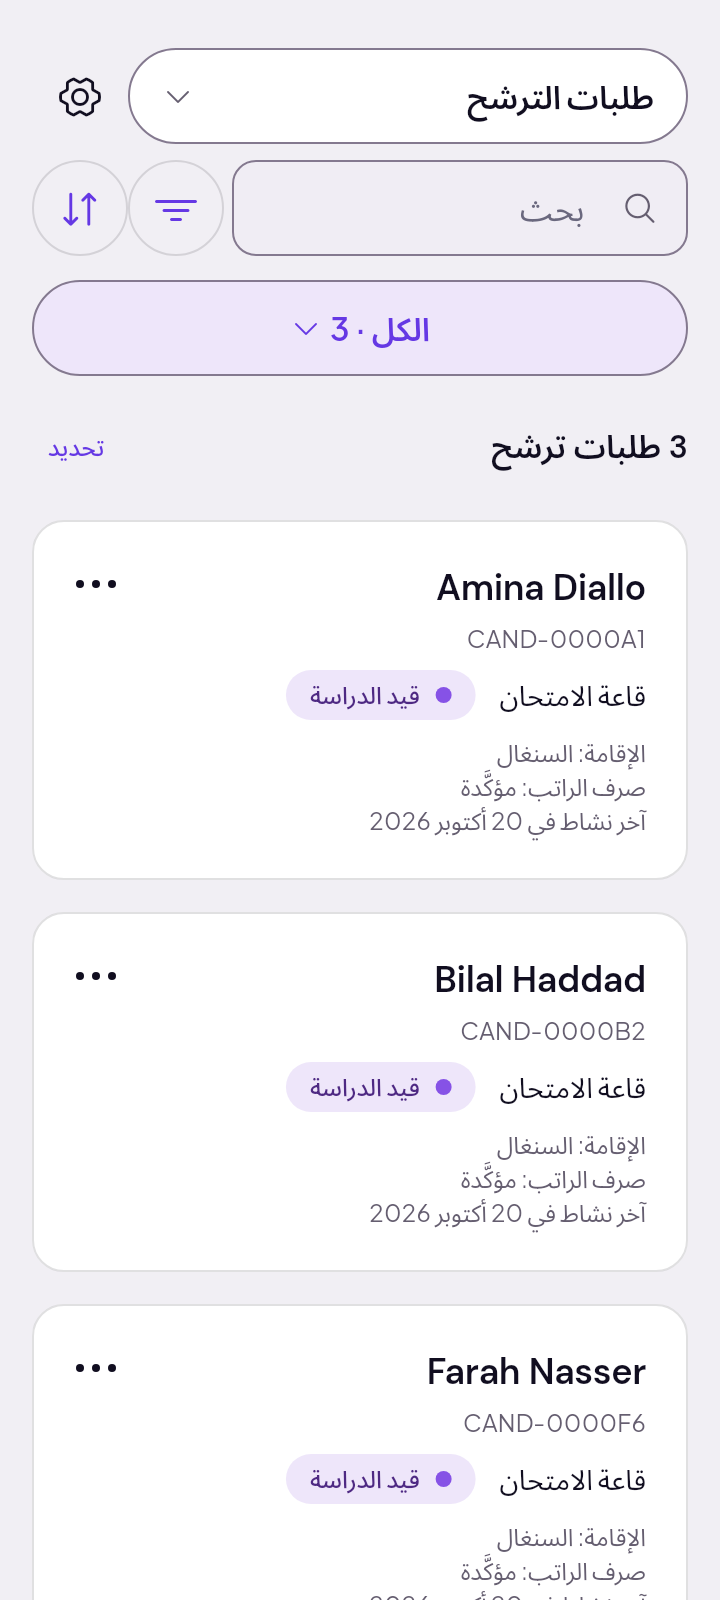 طلبات الترشح
بحث
الكل · 3
3 طلبات ترشح
تحديد
Amina Diallo
CAND-0000A1
قاعة الامتحان
قيد الدراسة
الإقامة: السنغال
صرف الراتب: مؤكَّدة
آخر نشاط في 20 أكتوبر 2026
Bilal Haddad
CAND-0000B2
قاعة الامتحان
قيد الدراسة
الإقامة: السنغال
صرف الراتب: مؤكَّدة
آخر نشاط في 20 أكتوبر 2026
Farah Nasser
CAND-0000F6
قاعة الامتحان
قيد الدراسة
الإقامة: السنغال
صرف الراتب: مؤكَّدة